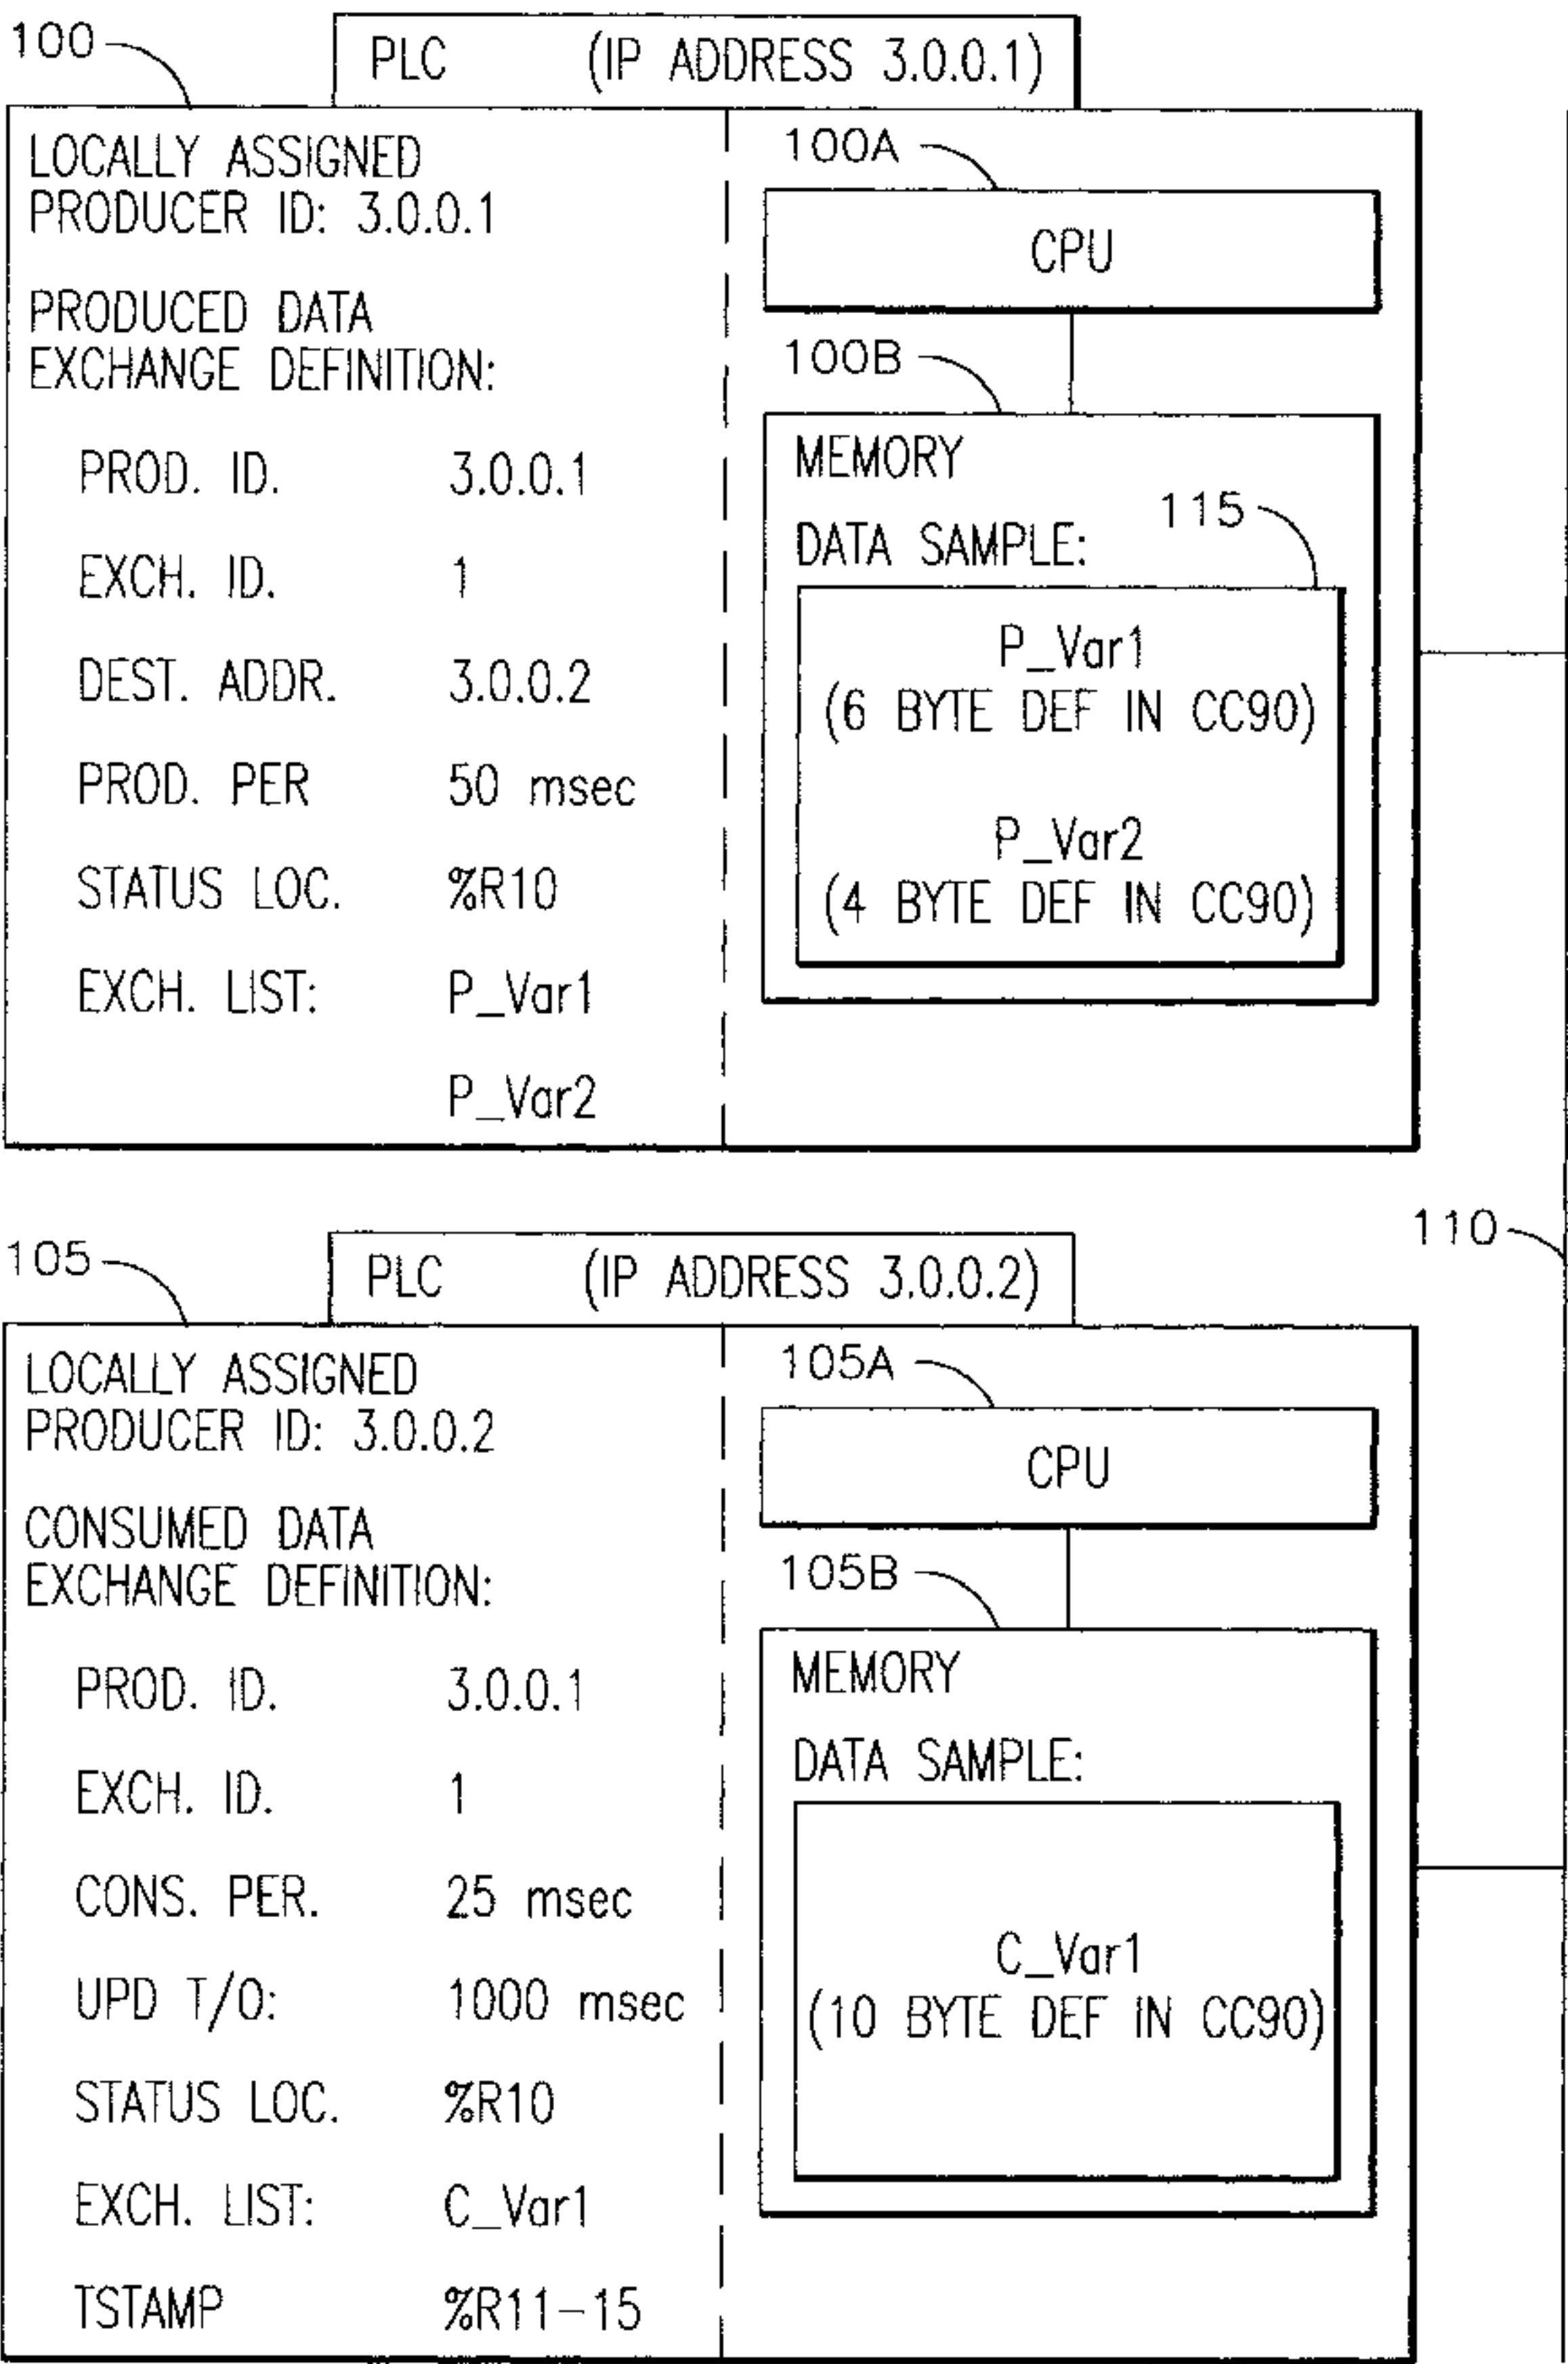 100
PLC (IP ADDRESS 3.0.0.1)
LOCALLY ASSIGNED
PRODUCER ID: 3.0.0.1
PRODUCED DATA
EXCHANGE DEFINITION:
PROD. ID. 3.0.0.1
EXCH. ID. 1
DEST. ADDR. 3.0.0.2
PROD. PER 50 msec
STATUS LOC. %R10
EXCH. LIST: P_Var1
P_Var2
100A
CPU
100B
MEMORY
DATA SAMPLE:
115
P_Var1
(6 BYTE DEF IN CC90)
P_Var2
(4 BYTE DEF IN CC90)
110
105
PLC (IP ADDRESS 3.0.0.2)
LOCALLY ASSIGNED
PRODUCER ID: 3.0.0.2
CONSUMED DATA
EXCHANGE DEFINITION:
PROD. ID. 3.0.0.1
EXCH. ID. 1
CONS. PER. 25 msec
UPD T/O: 1000 msec
STATUS LOC. %R10
EXCH. LIST: C_Var1
TSTAMP %R11-15
105A
CPU
105B
MEMORY
DATA SAMPLE:
C_Var1
(10 BYTE DEF IN CC90)